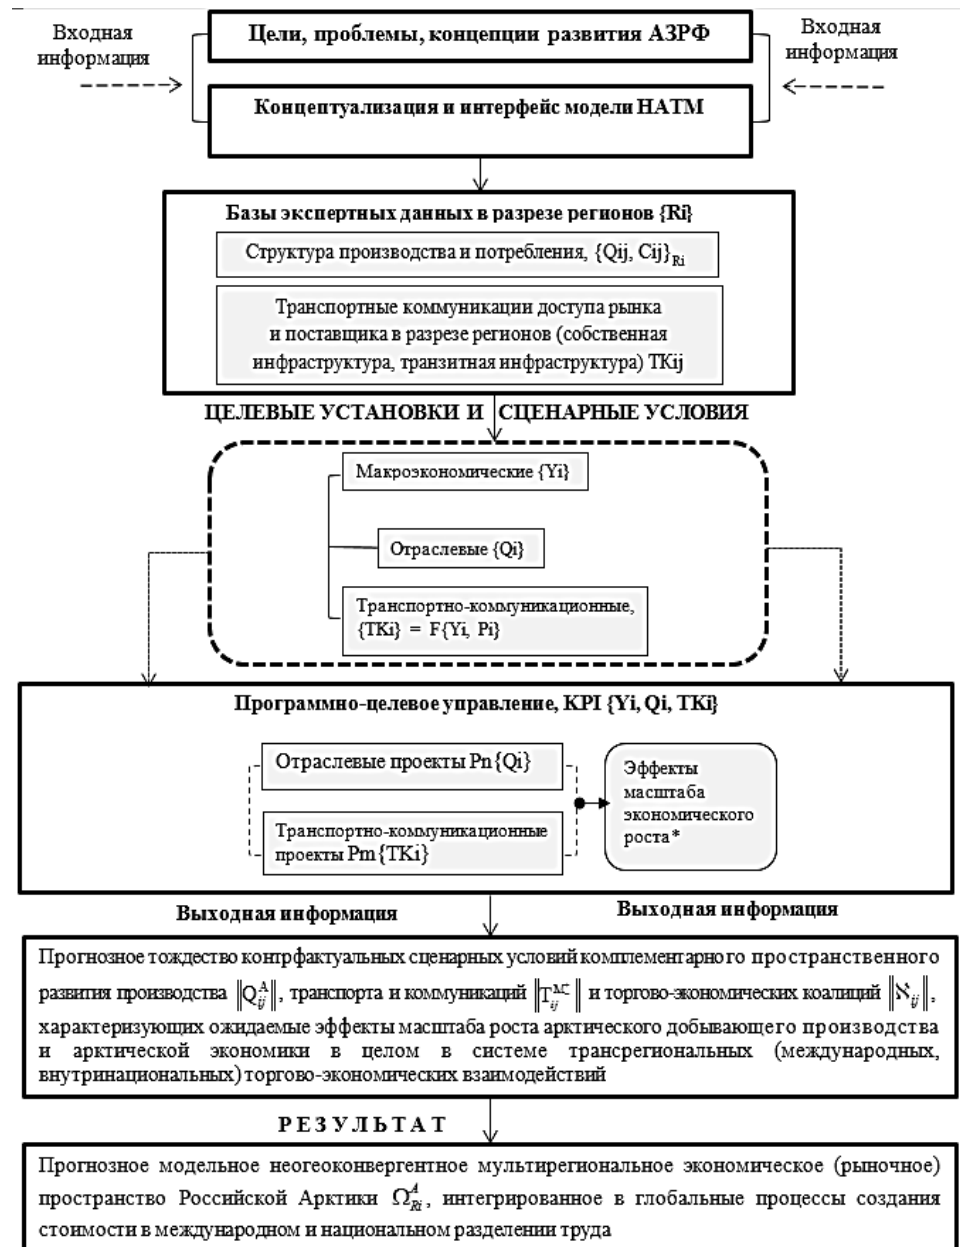 Входная
информация
Цели, проблемы, концепции развития АЗРФ
Входная
информация
Концептуализация и интерфейс модели НАТМ
Базы экспертных данных в разрезе регионов {Ri}
Структура производства и потребления, {Qij, Cij}Ri
Транспортные коммуникации доступа рынка
и поставщика в разрезе регионов (собственная
инфраструктура, транзитная инфраструктура) TKij
ЦЕЛЕВЫЕ УСТАНОВКИ И СЦЕНАРНЫЕ УСЛОВИЯ
Макроэкономические {Yi}
Отраслевые {Qi}
Транспортно-коммуникационные,
{TKi} = F{Yi, Pi}
Программно-целевое управление, KPI {Yi, Qi, TKi}
Отраслевые проекты Pn{Qi}
Транспортно-коммуникационные
проекты Pm{TKi}
Эффекты
масштаба
экономического
роста*
Выходная информация
Выходная информация
Прогнозное тождество контрфактуальных сценарных условий комплементарного пространственного
развития производства ‖Q_ij^A‖, транспорта и коммуникаций ‖T_ij^МС‖ и торгово-экономических коалиций ‖ℵ_ij‖,
характеризующих ожидаемые эффекты масштаба роста арктического добывающего производства
и арктической экономики в целом в системе трансрегиональных (международных,
внутринациональных) торгово-экономических взаимодействий
РЕЗУЛЬТАТ
Прогнозное модельное неогеоконвергентное мультирегиональное экономическое (рыночное)
пространство Российской Арктики Ω_Ri^A, интегрированное в глобальные процессы создания
стоимости в международном и национальном разделении труда